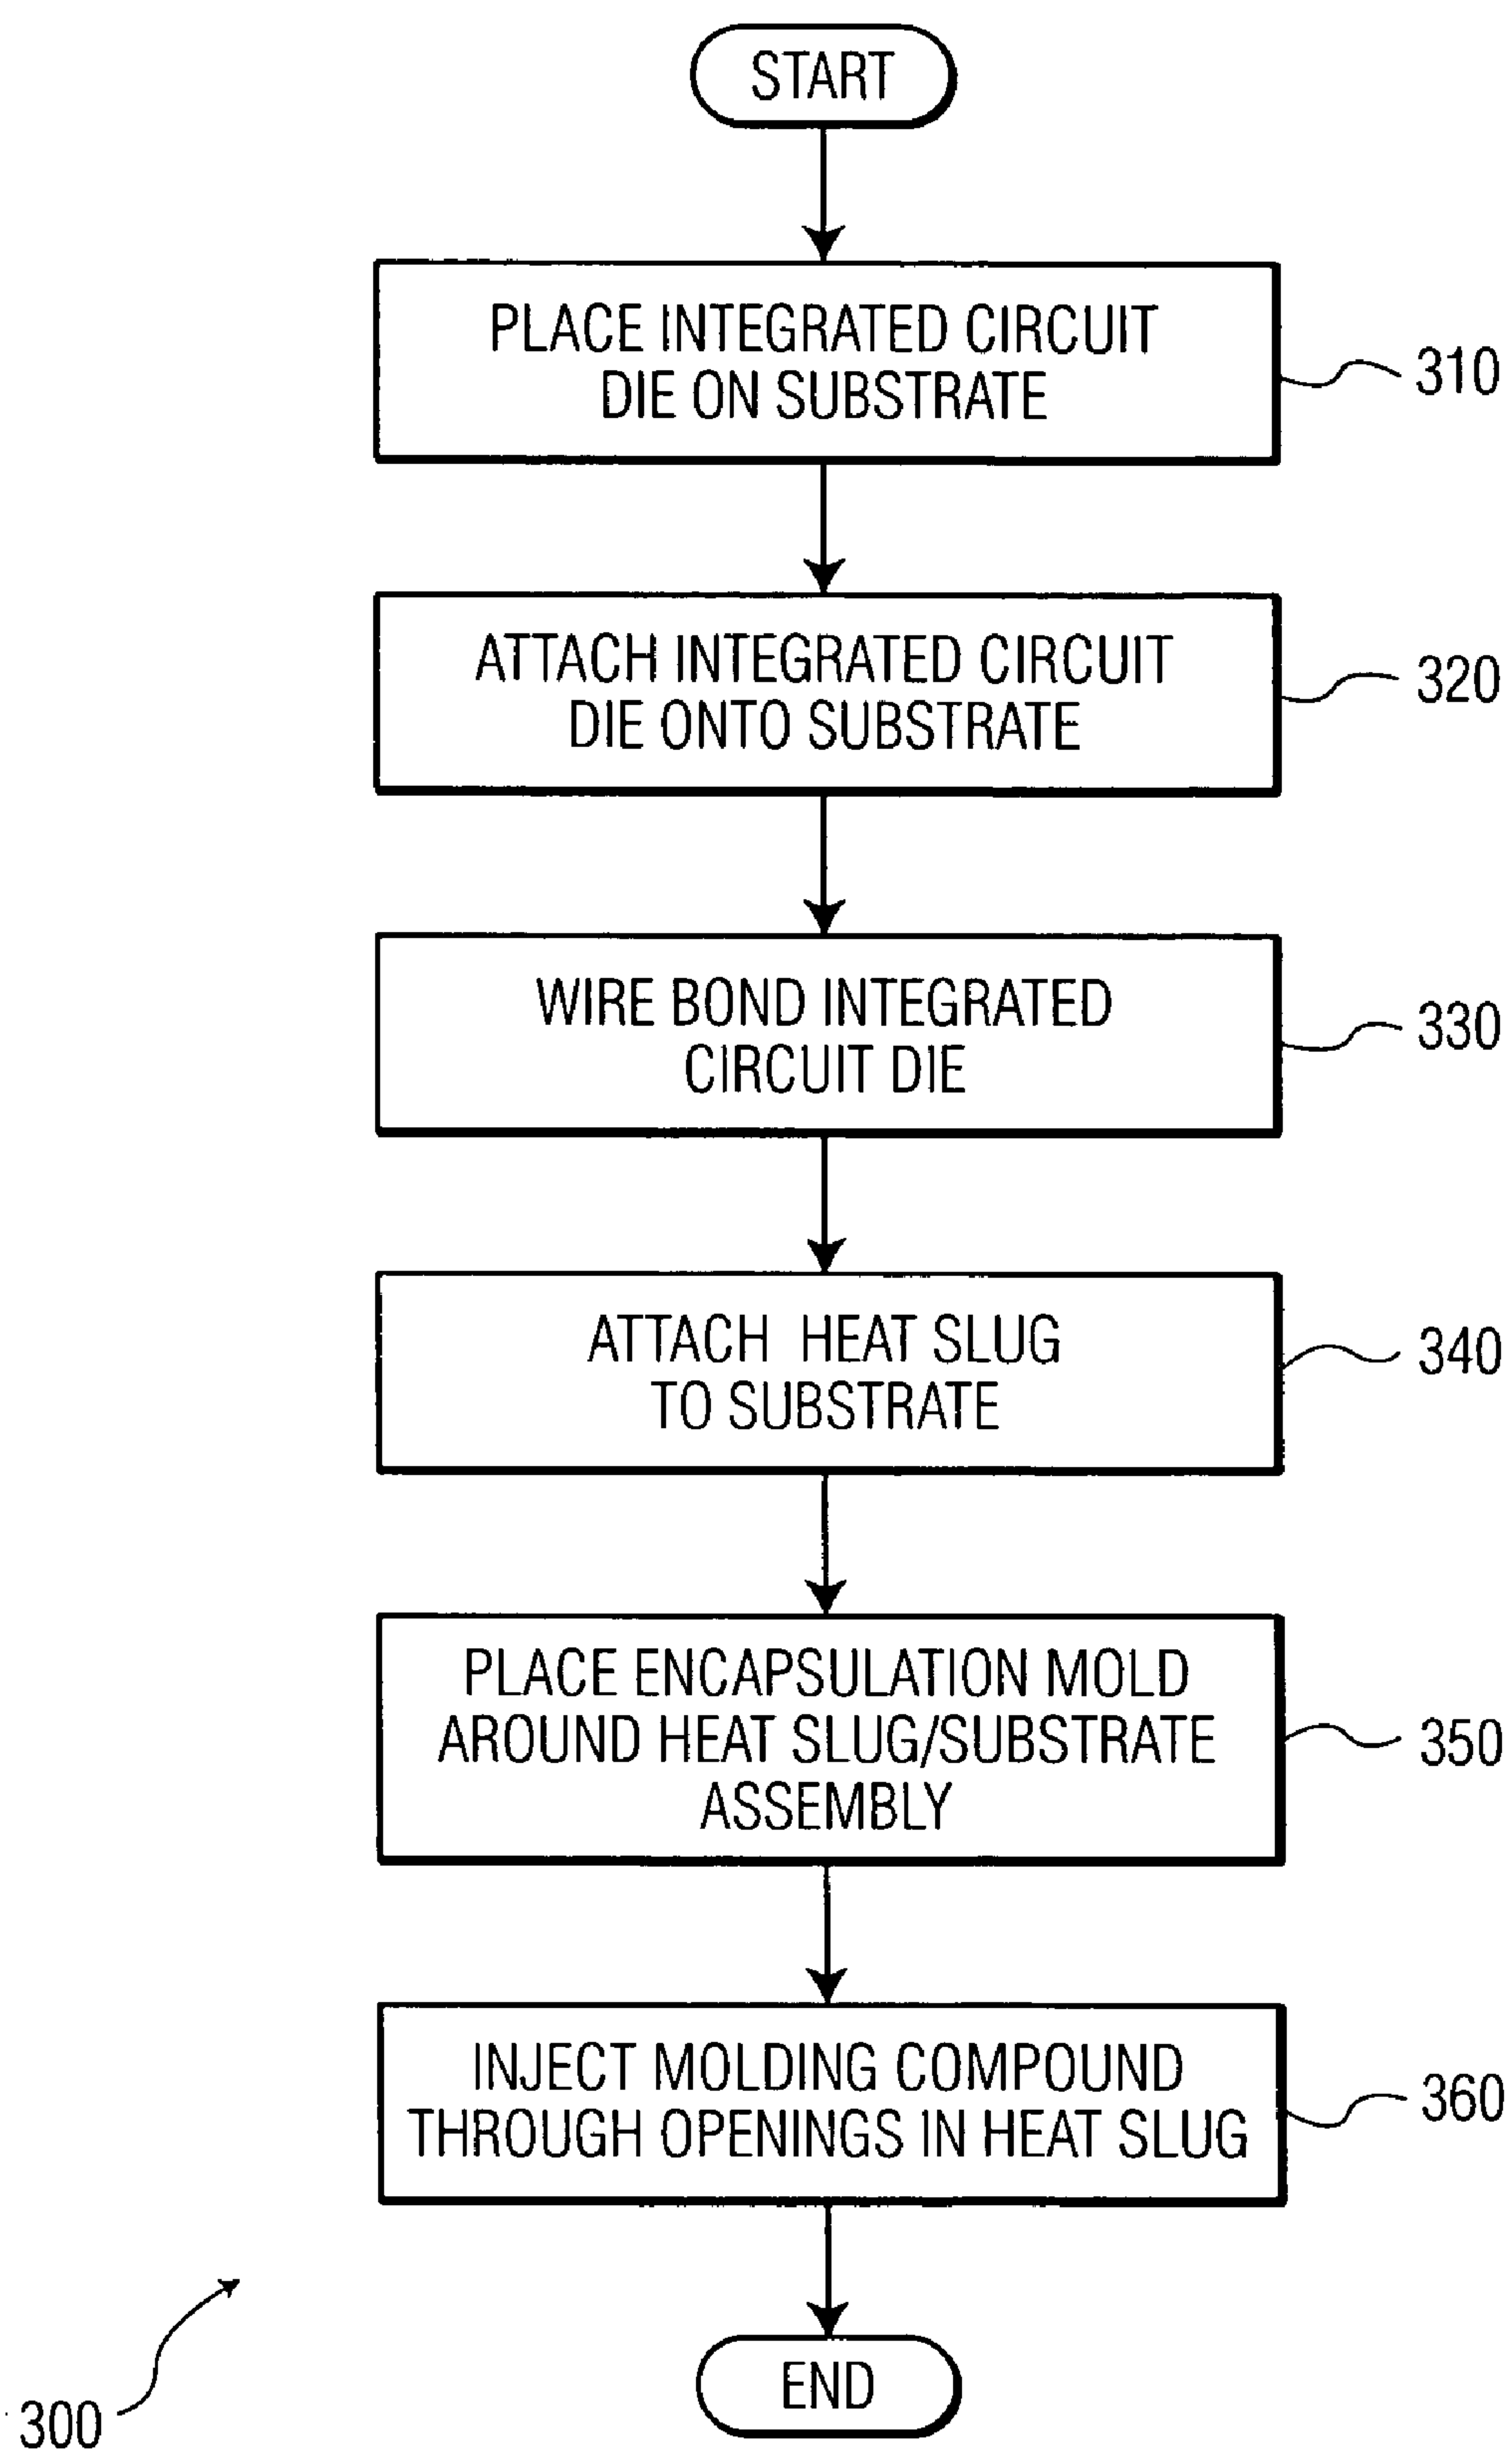 START
PLACE INTEGRATED CIRCUIT
DIE ON SUBSTRATE
310
ATTACH INTEGRATED CIRCUIT
DIE ONTO SUBSTRATE
320
WIRE BOND INTEGRATED
CIRCUIT DIE
330
ATTACH HEAT SLUG
TO SUBSTRATE
340
PLACE ENCAPSULATION MOLD
AROUND HEAT SLUG/SUBSTRATE
ASSEMBLY
350
INJECT MOLDING COMPOUND
THROUGH OPENINGS IN HEAT SLUG
360
END
300